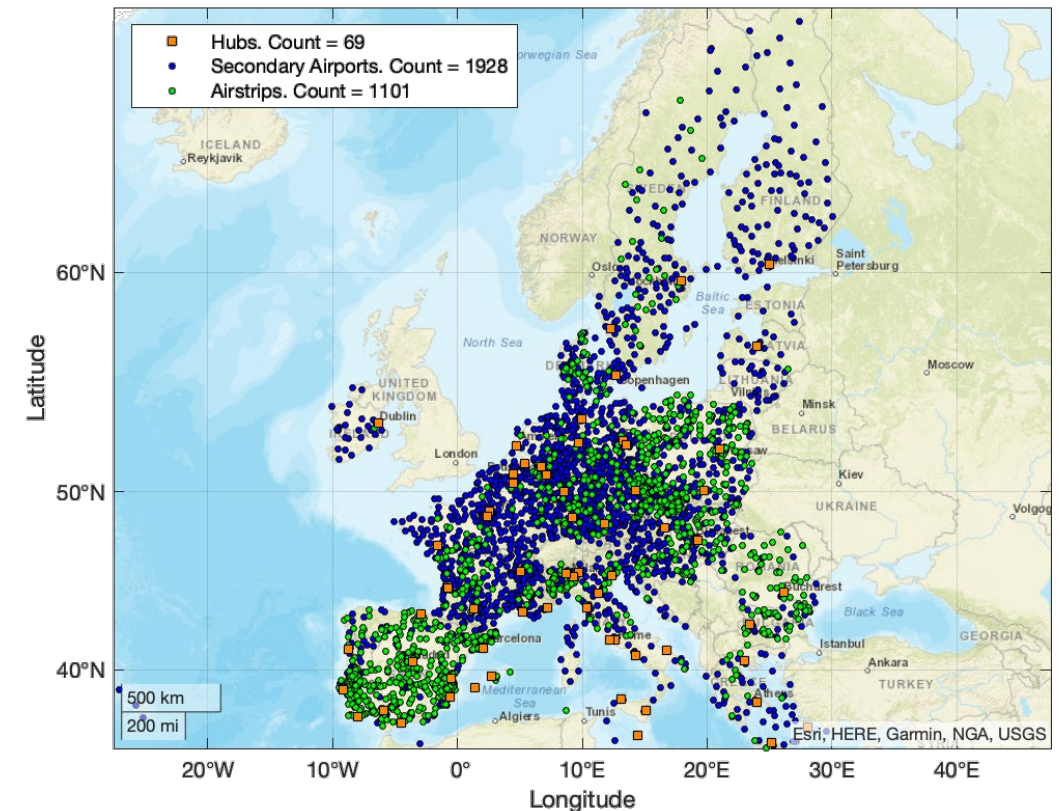 Hubs. Count = 69
Secondary Airports. Count = 1928
Airstrips. Count = 1101
Norwegian Sea
ICELAND
Reykjavik
SWEDEN
FINLAND
NORWAY
Oslo
Helsinki
Saint
Petersburg
60°N
Baltic
Sea
ESTONIA
North Sea
LATVIA
Moscow
UNITED
KINGDOM
Copenhagen
LITHUANIA
Vilnius
Minsk
Dublin
BELARUS
London
Kiev
50°N
UKRAINE
Volgog
ROMANIA
Bucharest
Black Sea
GEORGIA
Barcelona
Rome
Istanbul
Ankara
40°N
TURKEY
500 km
200 mi
Mediterranean
Sea
Athens
Algiers
Tunis
Esri, HERE, Garmin, NGA, USGS
20°W
10°W
0°
10°E
20°E
30°E
40°E
Longitude
Latitude